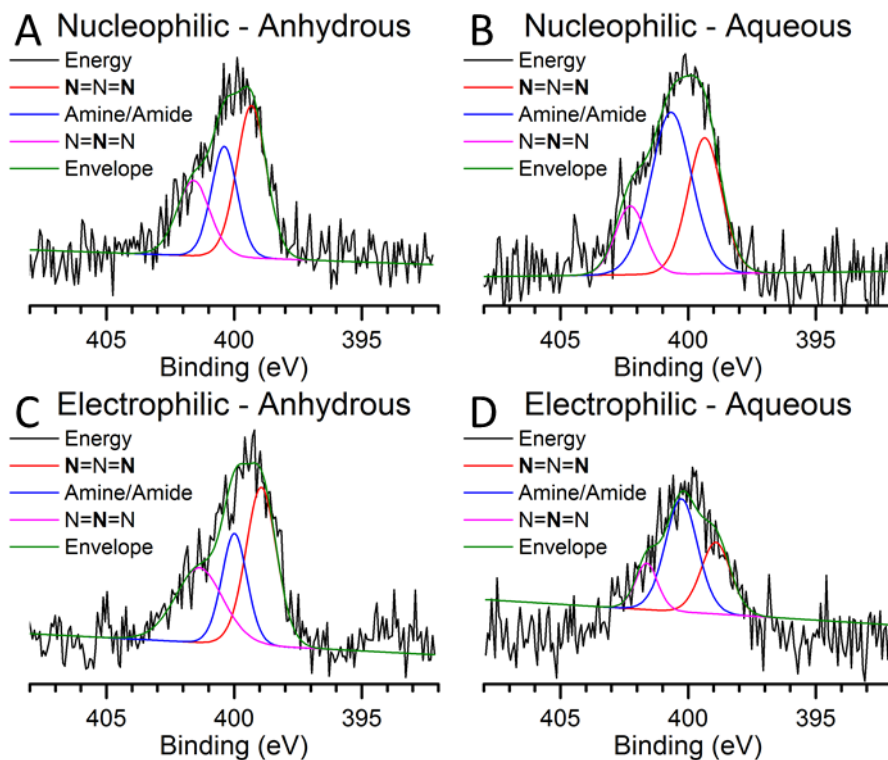 A Nucleophilic - Anhydrous
Energy
N=N=N
Amine/Amide
N=N=N
Envelope
405 400 395
Binding (eV)
B Nucleophilic - Aqueous
Energy
N=N=N
Amine/Amide
N=N=N
Envelope
405 400 395
Binding (eV)
C Electrophilic - Anhydrous
Energy
N=N=N
Amine/Amide
N=N=N
Envelope
405 400 395
Binding (eV)
D Electrophilic - Aqueous
Energy
N=N=N
Amine/Amide
N=N=N
Envelope
405 400 395
Binding (eV)